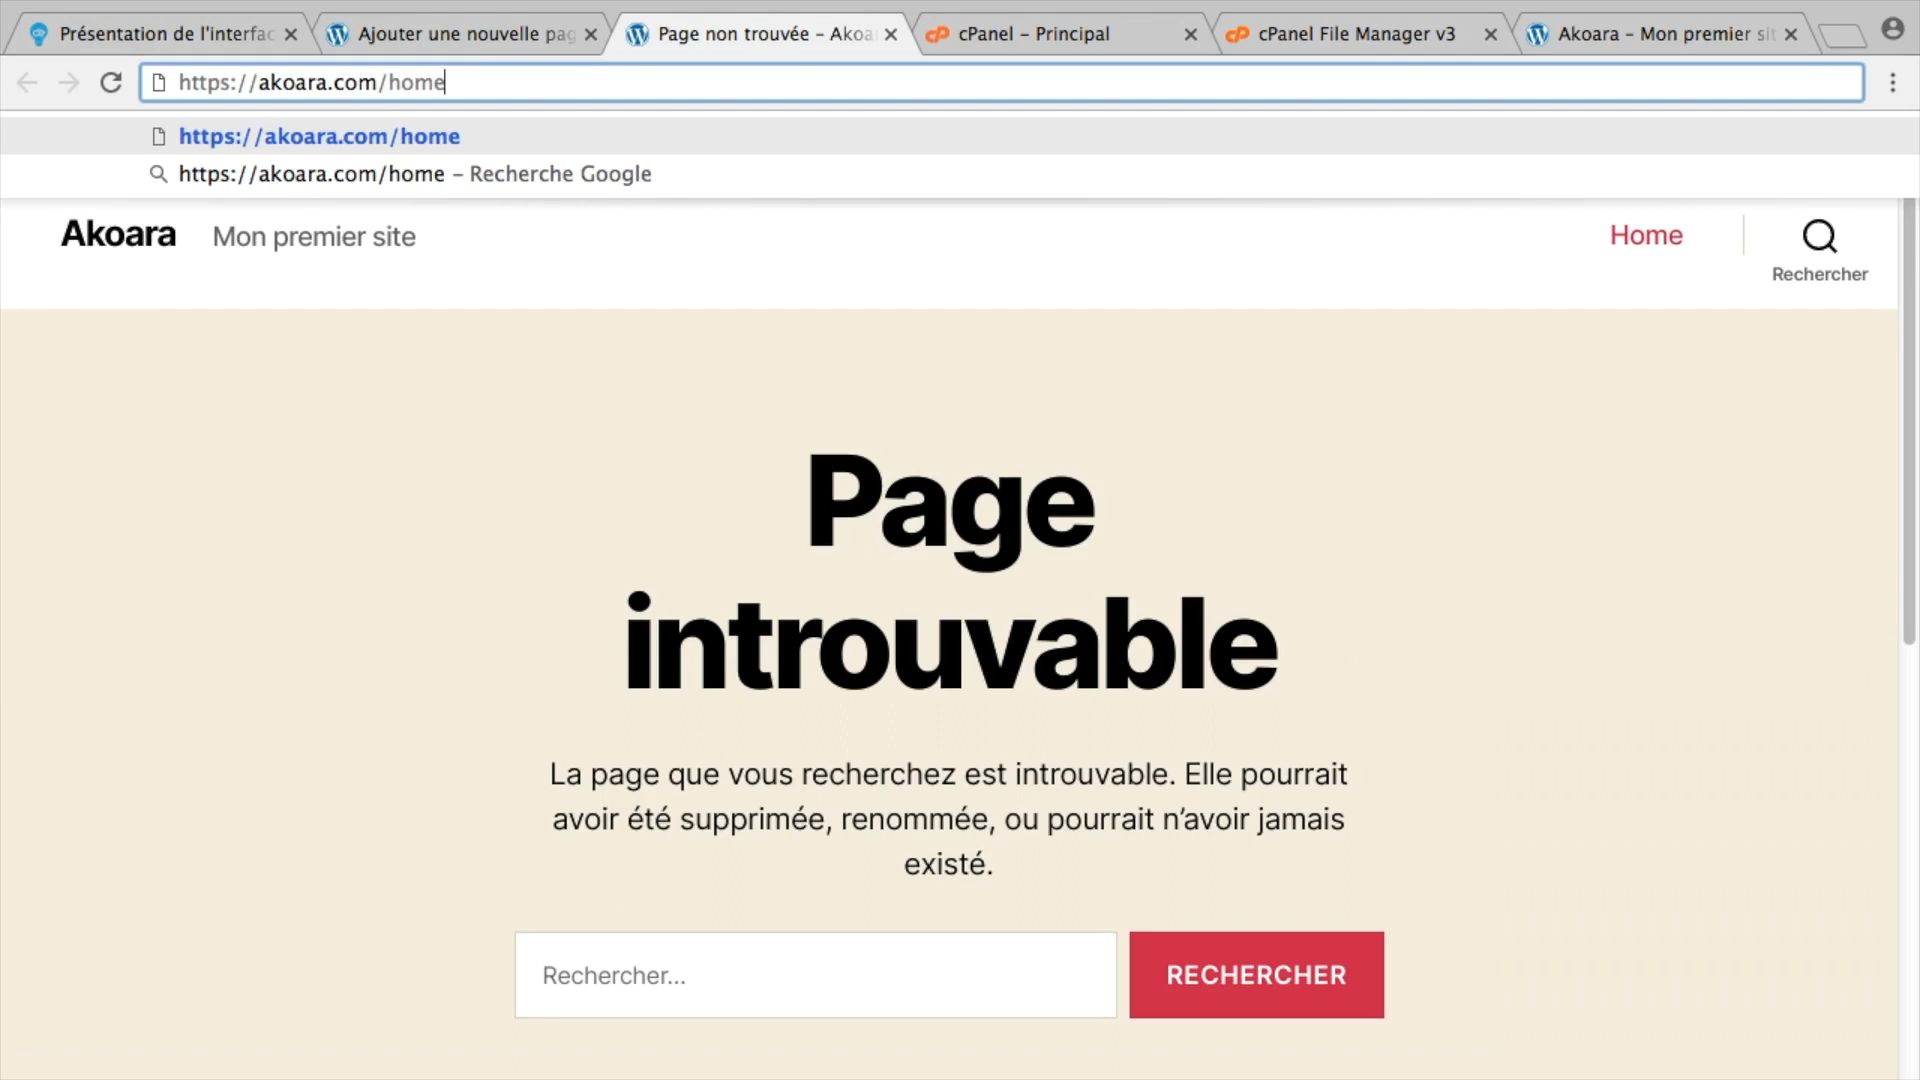 Présentation de l'interfac
Ajouter une nouvelle pag
Page non trouvée – Akoa
cPanel – Principal
cPanel File Manager v3
Akoara – Mon premier sit
https://akoara.com/home
https://akoara.com/home
https://akoara.com/home – Recherche Google
Akoara Mon premier site
Home
Rechercher
Page
introuvable
La page que vous recherchez est introuvable. Elle pourrait
avoir été supprimée, renommée, ou pourrait n’avoir jamais
existé.
Rechercher…
RECHERCHER